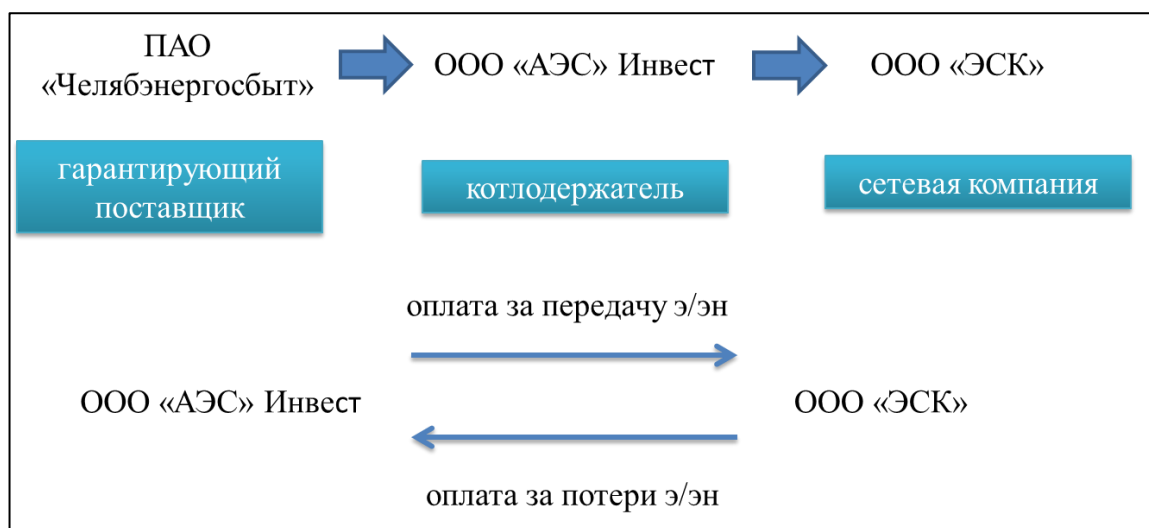 ПАО
«Челябэнергосбыт»
ООО «АЭС» Инвест
ООО «ЭСК»
гарантирующий
поставщик
котлодержатель
сетевая компания
оплата за передачу э/эн
ООО «АЭС» Инвест
ООО «ЭСК»
оплата за потери э/эн